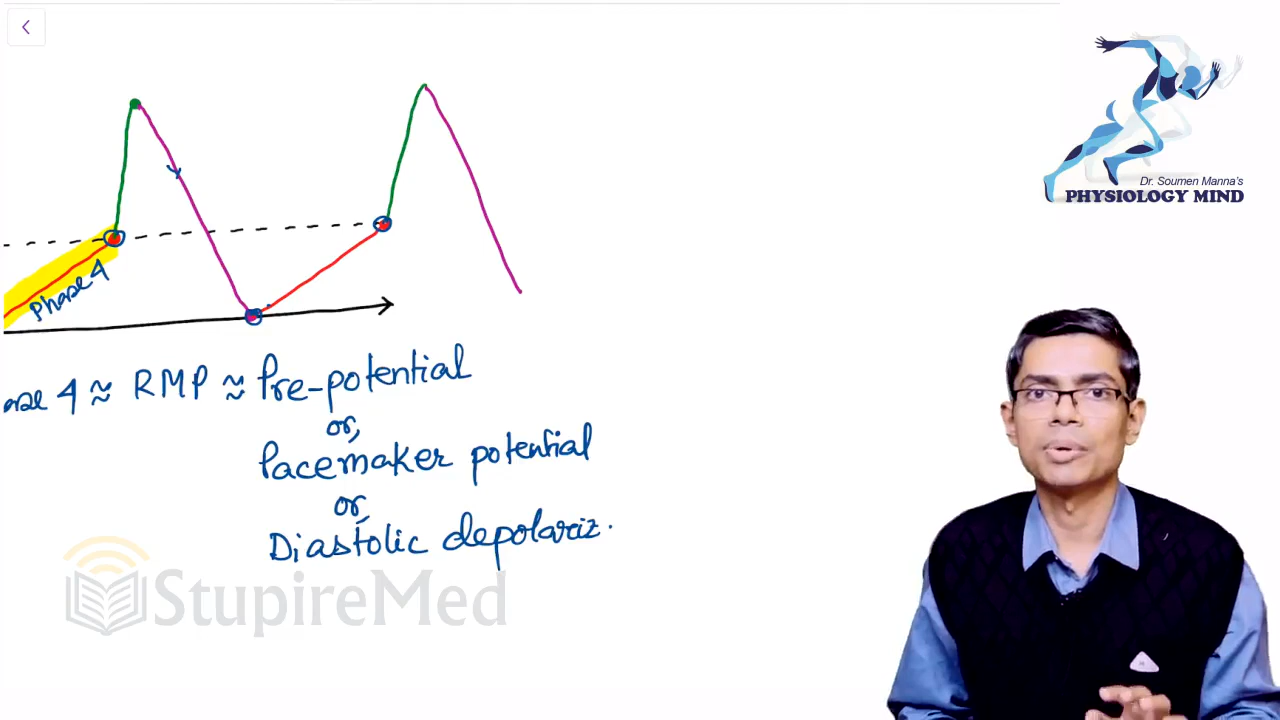 Dr. Soumen Manna's
PHYSIOLOGY MIND
Phase 4
ase 4 ≈ RMP ≈ Pre-potential
or,
Pacemaker potential
or,
Diastolic depolariz.
StupireMed